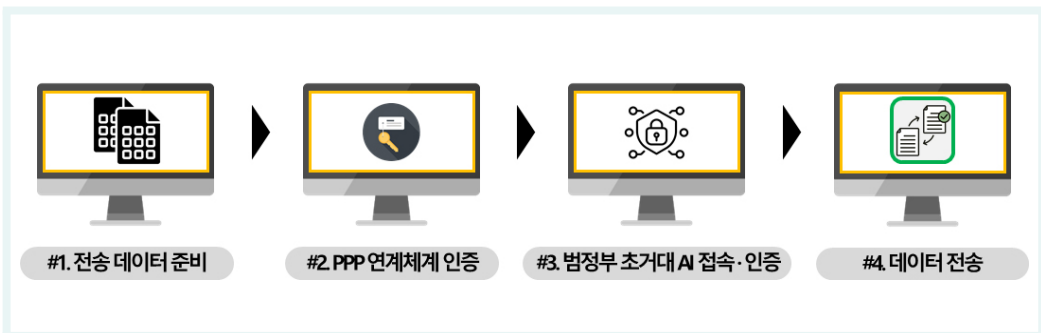 #1. 전송 데이터 준비
#2. PPP 연계체계 인증
#3. 범정부 초거대 AI 접속·인증
#4. 데이터 전송